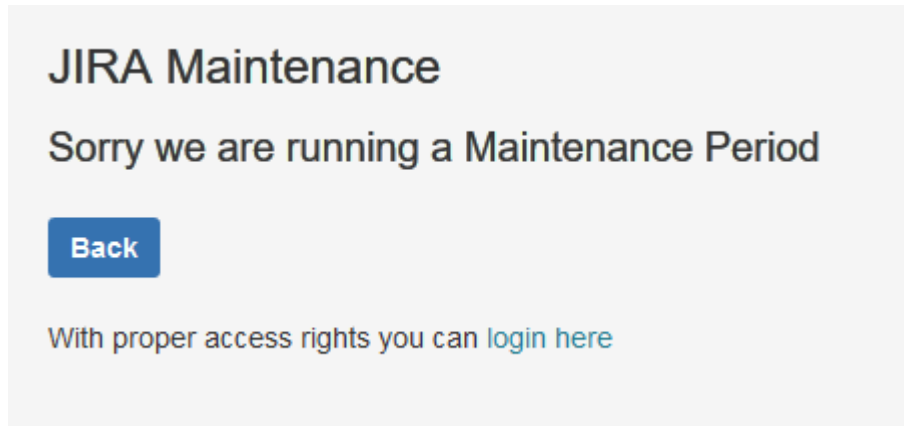 JIRA Maintenance
Sorry we are running a Maintenance Period
Back
With proper access rights you can login here